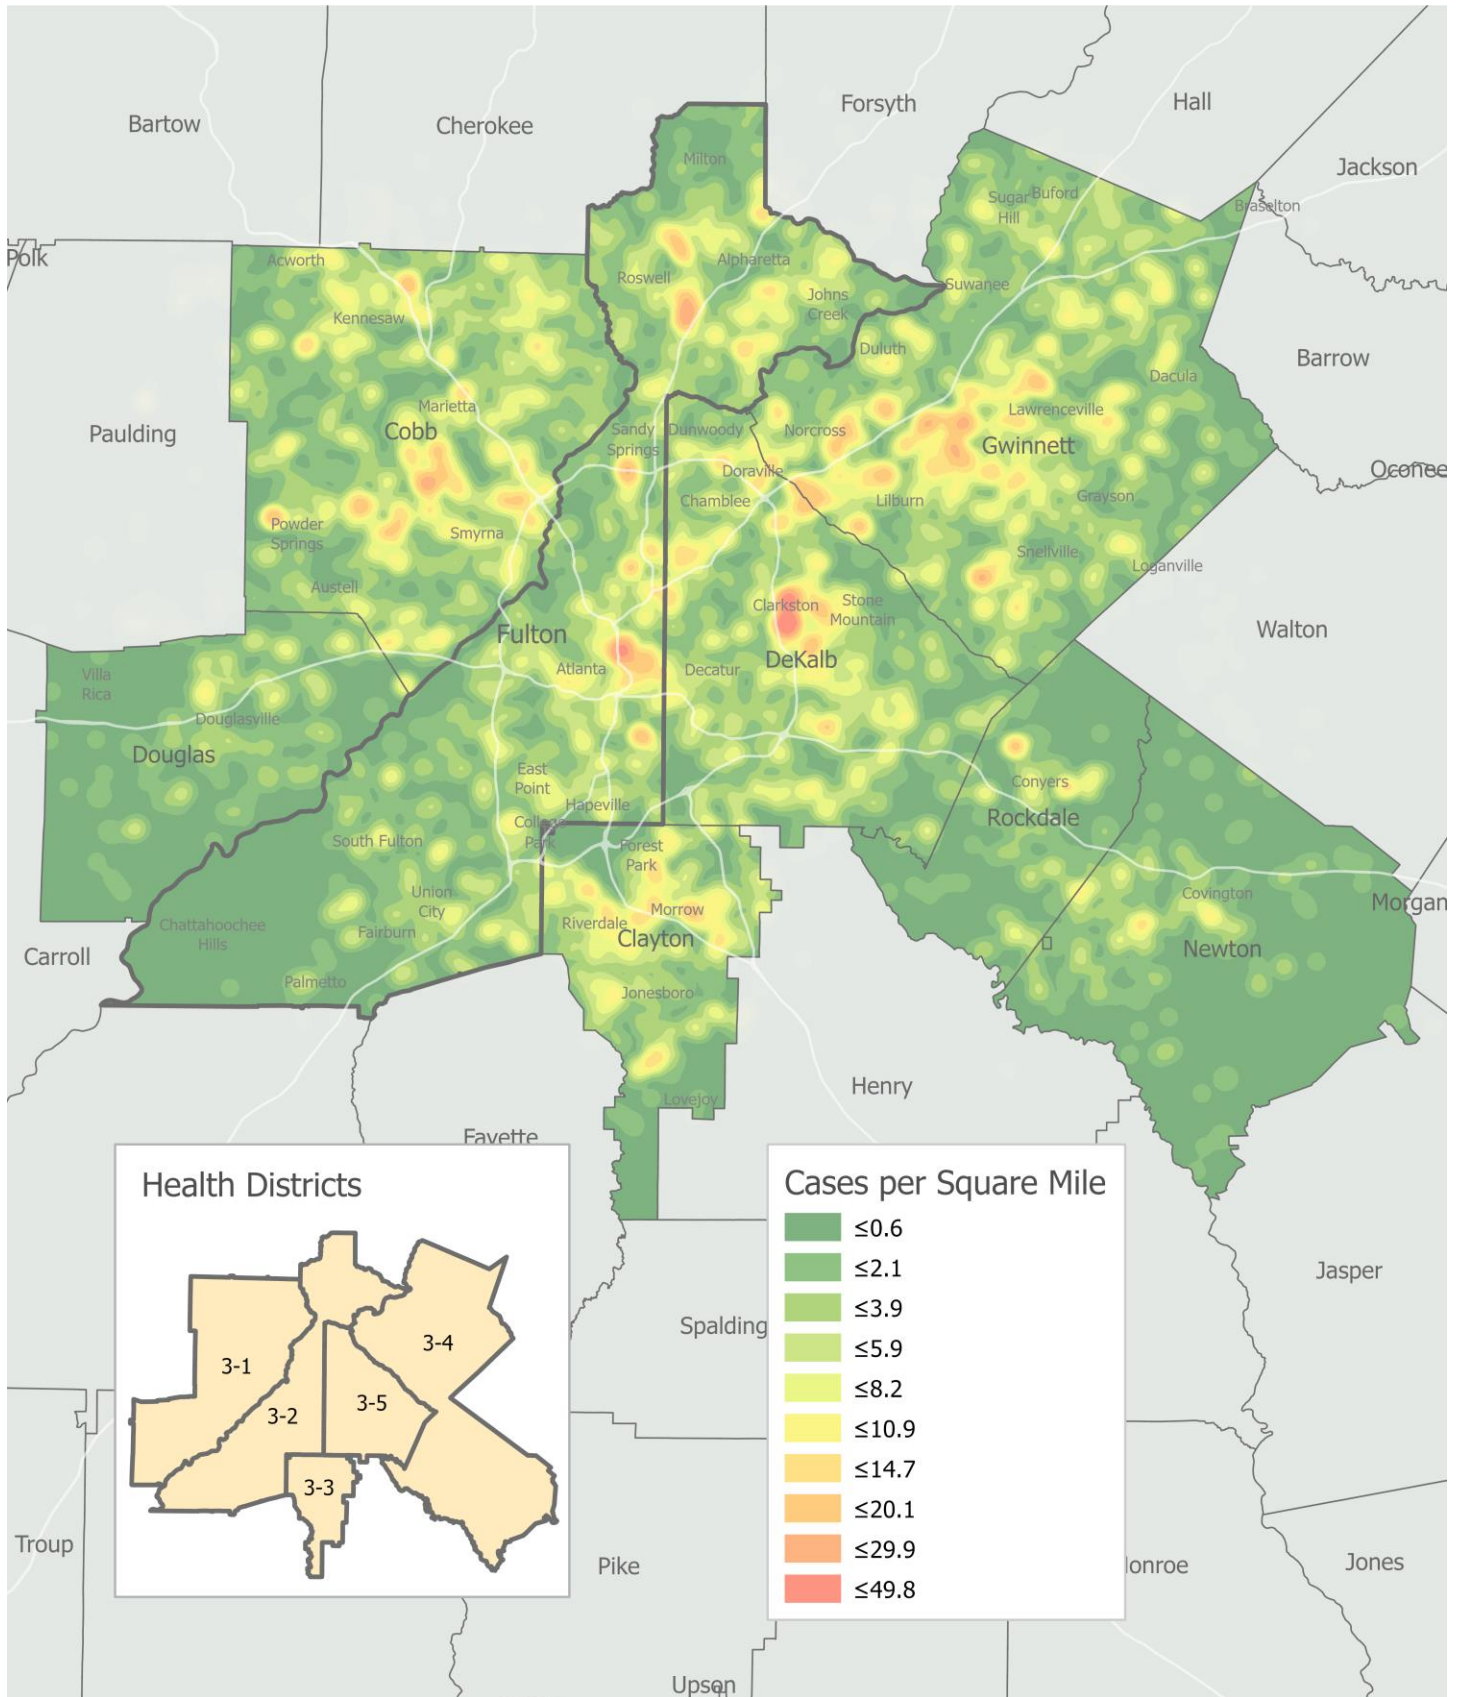 Forsyth
Hall
Bartow
Cherokee
Milton
Jackson
Sugar
Hill
Buford
Braselton
Polk
Acworth
Alpharetta
Roswell
Suwanee
Johns
Creek
Kennesaw
Duluth
Barrow
Dacula
Marietta
Lawrenceville
Paulding
Cobb
Sandy
Springs
Dunwoody
Norcross
Gwinnett
Doraville
Oconee
Chamblee
Lilburn
Grayson
Powder
Springs
Smyrna
Snellville
Loganville
Austell
Clarkston
Stone
Mountain
Fulton
Walton
Atlanta
Decatur
DeKalb
Villa
Rica
Douglasville
Douglas
East
Point
Conyers
Hapeville
Rockdale
College
Park
South Fulton
Forest
Park
Union
City
Covington
Morgan
Morrow
Riverdale
Chattahoochee
Hills
Fairburn
Clayton
Newton
Carroll
Palmetto
Jonesboro
Henry
Lovejoy
Fayette
Jasper
Spalding
Troup
Pike
onroe
Jones
Upson
Health Districts
3-1
3-2
3-3
3-4
3-5
Cases per Square Mile
≤0.6
≤2.1
≤3.9
≤5.9
≤8.2
≤10.9
≤14.7
≤20.1
≤29.9
≤49.8